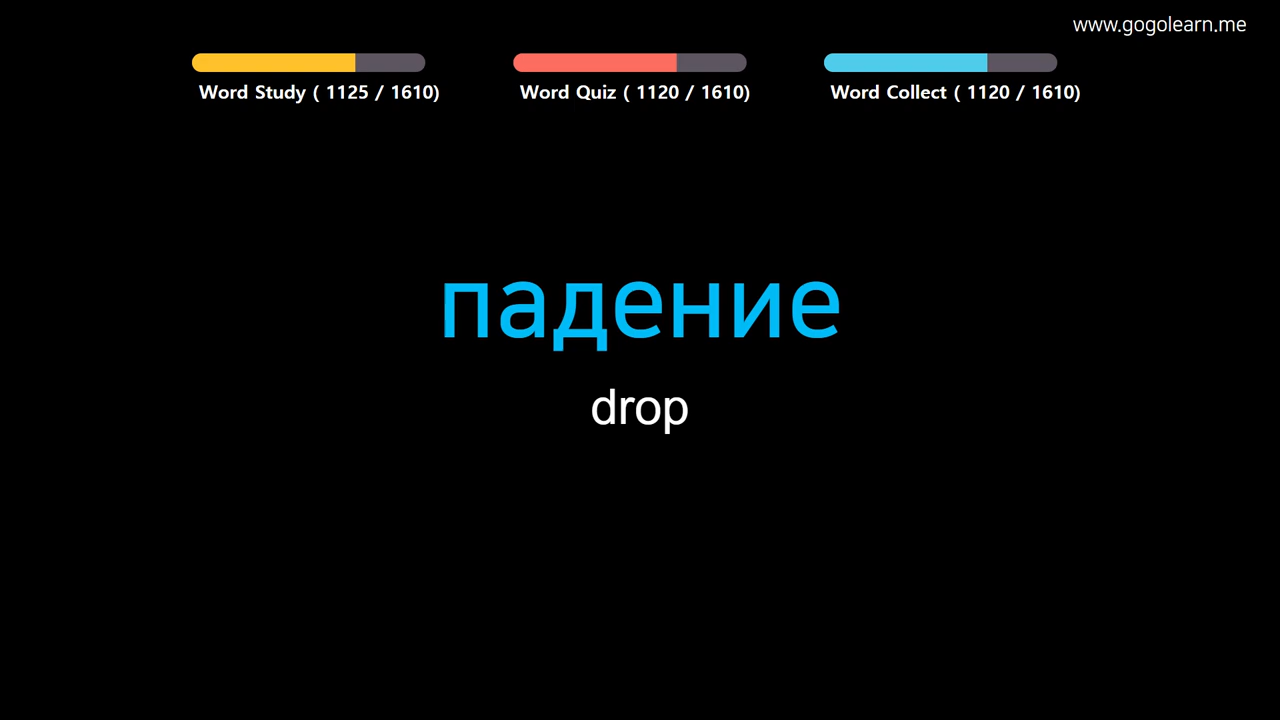 www.gogolearn.me
Word Study ( 1125 / 1610)
Word Quiz ( 1120 / 1610)
Word Collect ( 1120 / 1610)
падение
drop